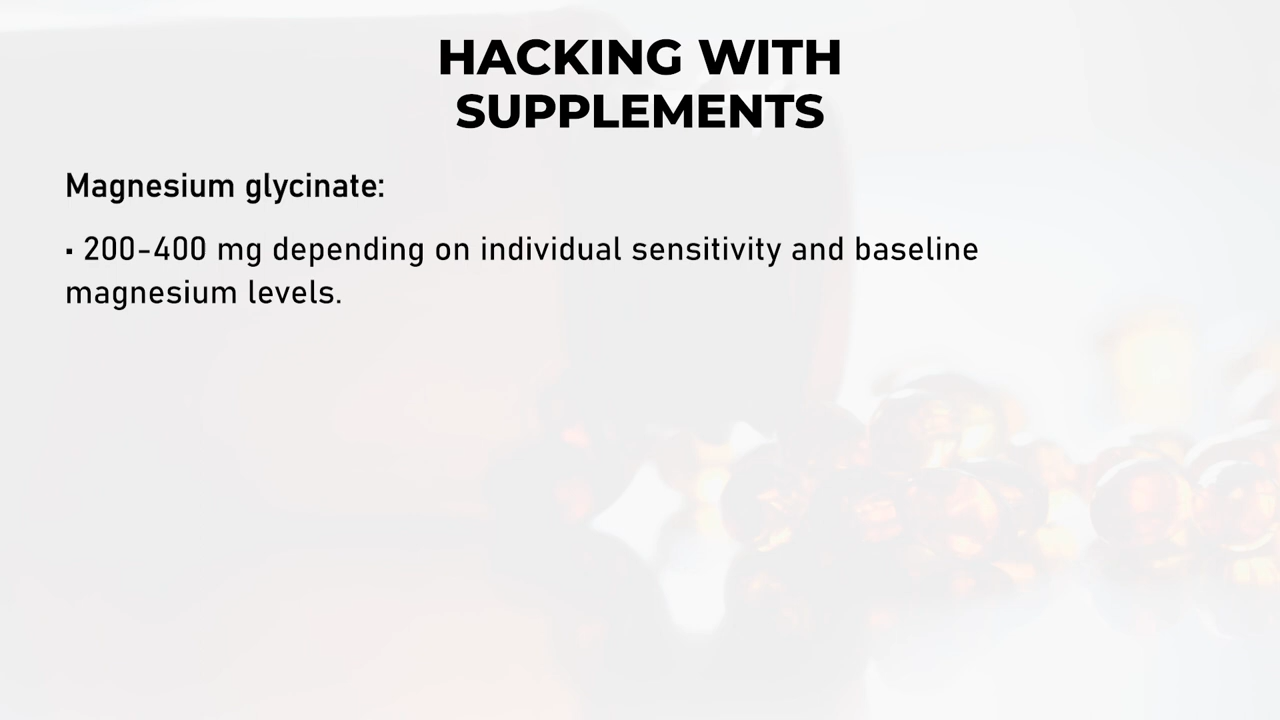 HACKING WITH
SUPPLEMENTS
Magnesium glycinate:
▪ 200-400 mg depending on individual sensitivity and baseline
magnesium levels.